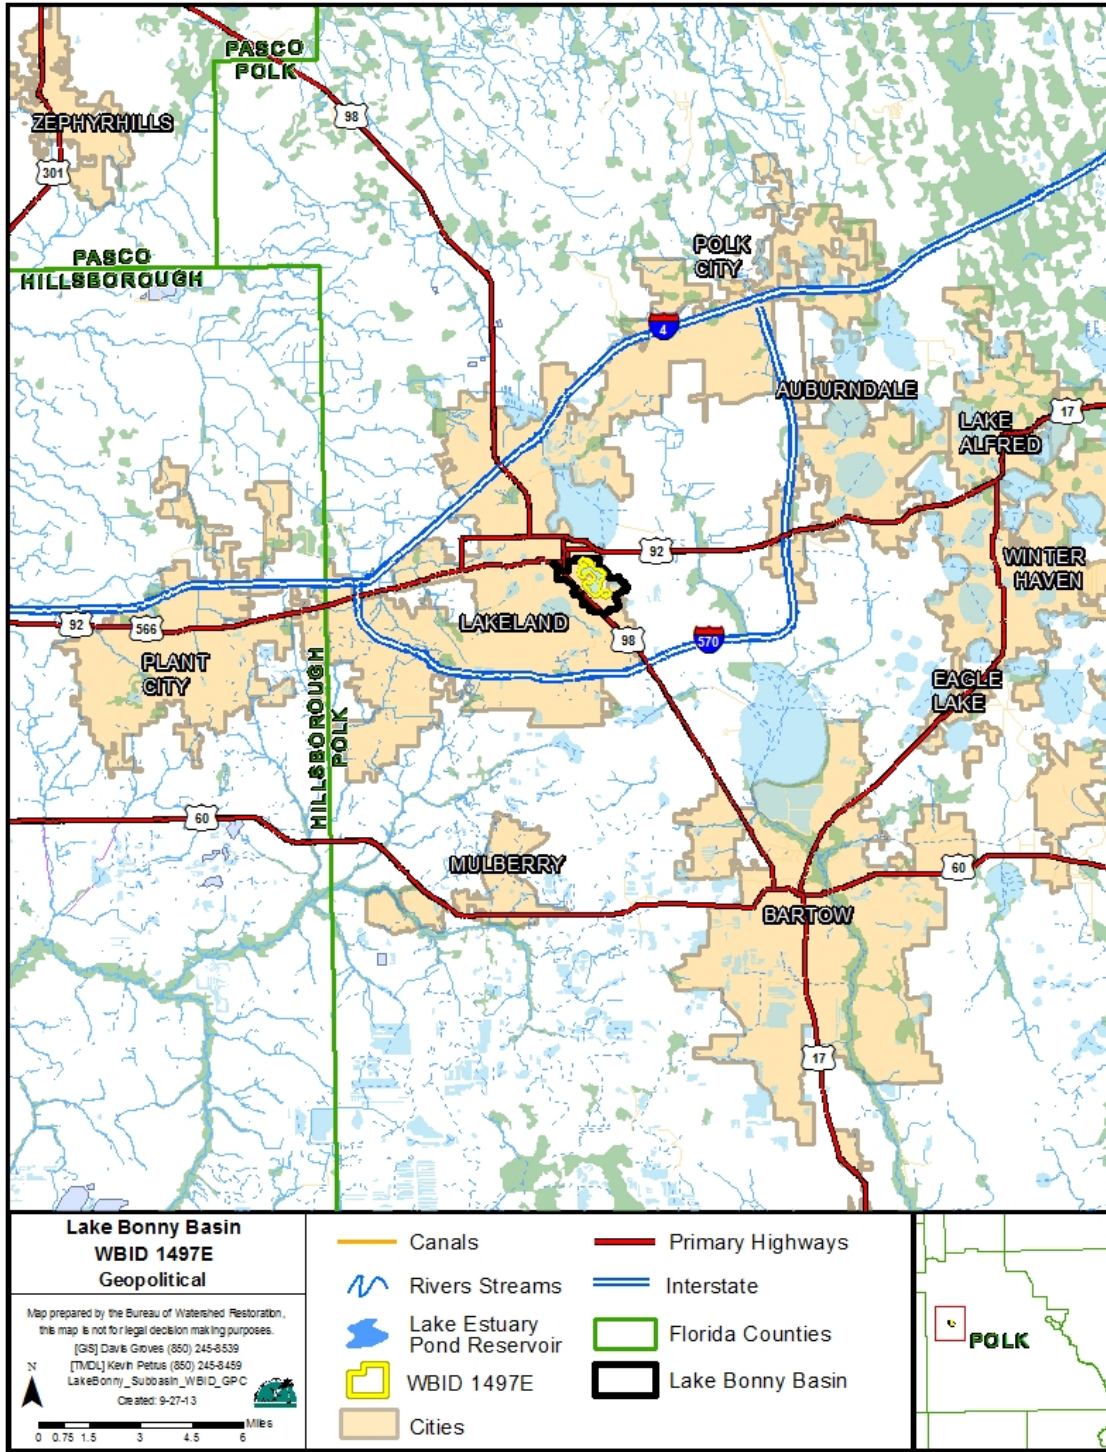 PASCO
POLK
98
ZEPHYRHILLS
301
PASCO
HILLSBOROUGH
POLK
CITY
4
AUBURNDALE
17
LAKE
ALFRED
92
WINTER
HAVEN
92
566
LAKELAND
98
570
PLANT
CITY
EAGLE
LAKE
HILLSBOROUGH
POLK
60
MULBERRY
60
BARTOW
17
Lake Bonny Basin
WBID 1497E
Geopolitical
Map prepared by the Bureau of Watershed Restoration,
this map is not for legal decision making purposes.
[GIS] Davis Groves (850) 245-8539
[TMDL] Kevin Petrus (850) 245-8459
LakeBonny_Subbasin_WBID_GPC
Created: 9-27-13
N
Miles
0 0.75 1.5 3 4.5 6
Canals
Rivers Streams
Lake Estuary
Pond Reservoir
WBID 1497E
Cities
Primary Highways
Interstate
Florida Counties
Lake Bonny Basin
POLK